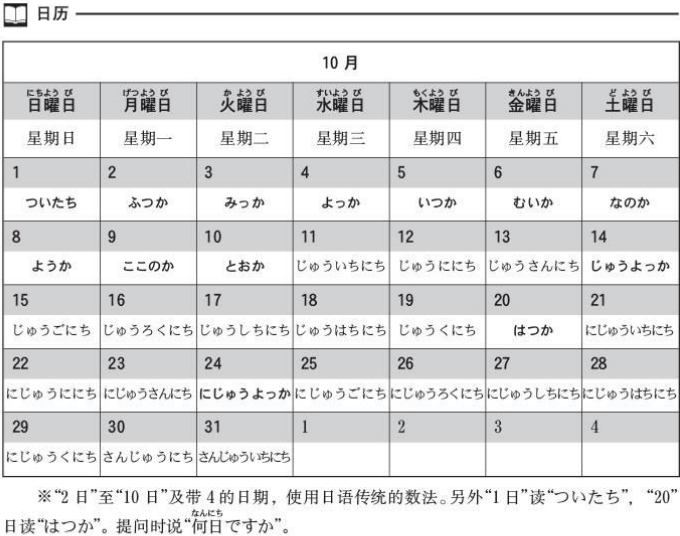 日历
10 月
にちようび げつようび かようび すいようび もくようび きんようび どようび
日曜日 月曜日 火曜日 水曜日 木曜日 金曜日 土曜日
星期日 星期一 星期二 星期三 星期四 星期五 星期六
1 2 3 4 5 6 7
ついたち ふつか みっか よっか いつか むいか なのか
8 9 10 11 12 13 14
ようか ここのか とおか じゅういちにち じゅうににち じゅうさんにち じゅうよっか
15 16 17 18 19 20 21
じゅうごにち じゅうろくにち じゅうしちにち じゅうはちにち じゅうくにち はつか にじゅういちにち
22 23 24 25 26 27 28
にじゅうににち にじゅうさんにち にじゅうよっか にじゅうごにち にじゅうろくにち にじゅうしちにち にじゅうはちにち
29 30 31 1 2 3 4
にじゅうくにち さんじゅうにち さんじゅういちにち
※“2 日”至“10 日”及带 4 的日期，使用日语传统的数法。另外“1 日”读“ついたち”，“20”
なんにち
日读“はつか”。提问时说“何日ですか”。